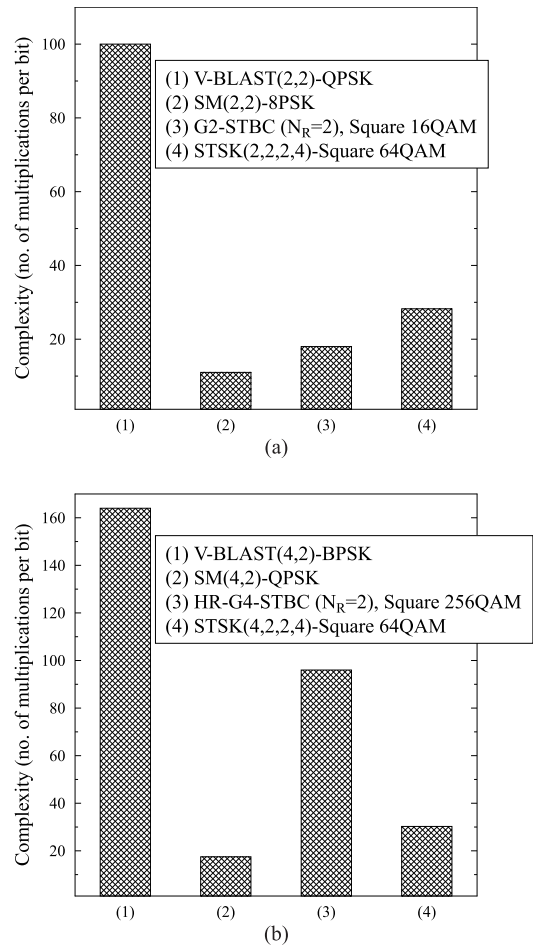 100
80
60
40
20
Complexity (no. of multiplications per bit)
(1) V-BLAST(2,2)-QPSK
(2) SM(2,2)-8PSK
(3) G2-STBC (N_R=2), Square 16QAM
(4) STSK(2,2,2,4)-Square 64QAM
(1) (2) (3) (4)
(a)
160
140
120
100
80
60
40
20
Complexity (no. of multiplications per bit)
(1) V-BLAST(4,2)-BPSK
(2) SM(4,2)-QPSK
(3) HR-G4-STBC (N_R=2), Square 256QAM
(4) STSK(4,2,2,4)-Square 64QAM
(1) (2) (3) (4)
(b)